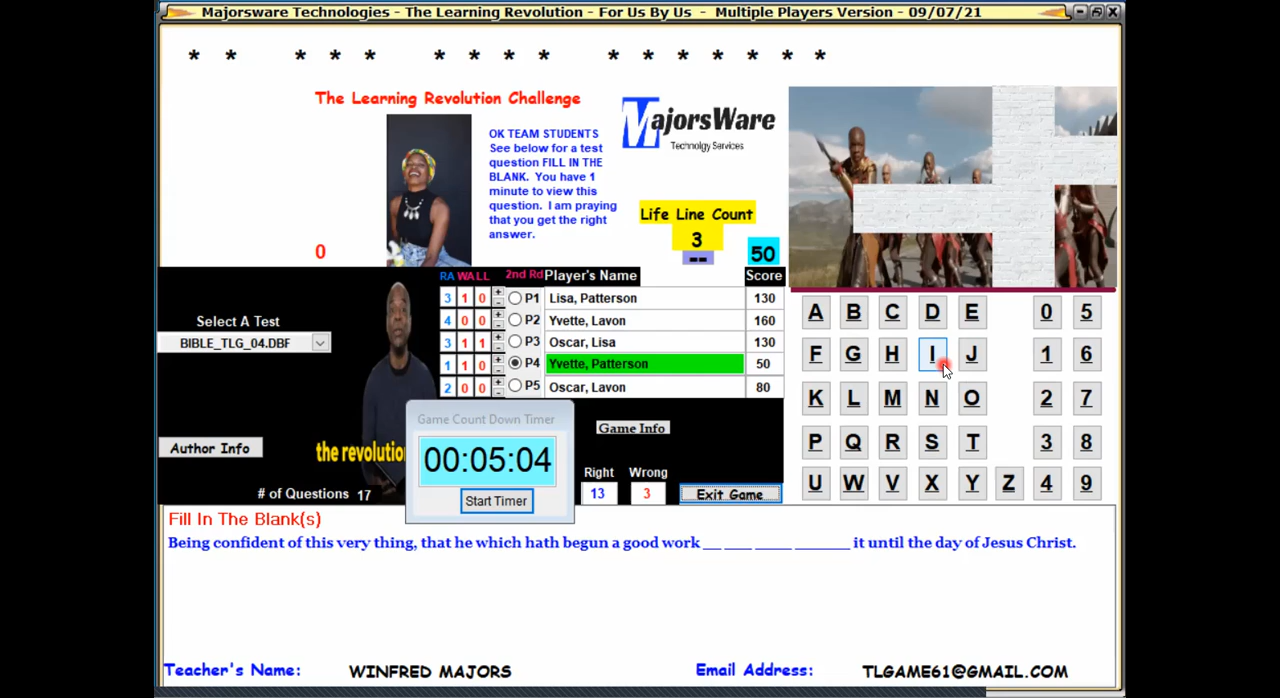 Majorsware Technologies - The Learning Revolution - For Us By Us - Multiple Players Version - 09/07/21
* * * * * * * * * * * * * * * *
The Learning Revolution Challenge
OK TEAM STUDENTS
See below for a test
question FILL IN THE
BLANK. You have 1
minute to view this
question. I am praying
that you get the right
answer.
MajorsWare
Technolgy Services
Life Line Count
3
--
50
0
RA WA LL 2nd Rd Player's Name Score
3 1 0 + - P1 Lisa, Patterson 130
4 0 0 + - P2 Yvette, Lavon 160
3 1 1 + - P3 Oscar, Lisa 130
1 1 0 + - P4 Yvette, Patterson 50
2 0 0 + - P5 Oscar, Lavon 80
Select A Test
BIBLE_TLG_04.DBF
Author Info
the revolutio
# of Questions 17
Game Count Down Timer
00:05:04
Start Timer
Game Info
Right Wrong
13 3
Exit Game
A B C D E 0 5
F G H I J 1 6
K L M N O 2 7
P Q R S T 3 8
U W V X Y Z 4 9
Fill In The Blank(s)
Being confident of this very thing, that he which hath begun a good work __ ___ ____ _______ it until the day of Jesus Christ.
Teacher's Name: WINFRED MAJORS Email Address: TLGAME61@GMAIL.COM